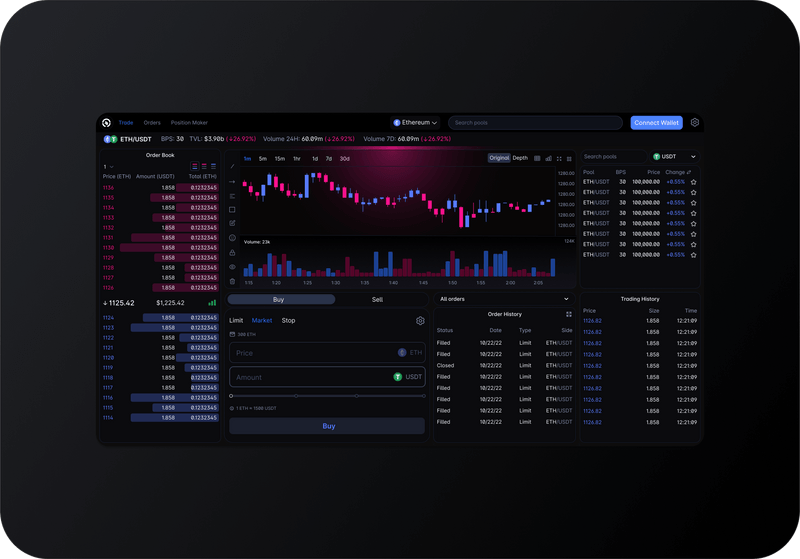 Trade Orders Position Maker Ethereum Search pools Connect Wallet
ETH/USDT BPS: 30 TVL: $3.90b (↓26.92%) Volume 24H: 60.09m (↓26.92%) Volume 7D: 60.09m (↓26.92%)
Order Book
1
Price (ETH) Amount (USDT) Total (ETH)
1136 1.858 0.1232345
1135 1.858 0.1232345
1134 1.858 0.1232345
1133 1.858 0.1232345
1132 1.858 0.1232345
1131 1.858 0.1232345
1130 1.858 0.1232345
1129 1.858 0.1232345
1128 1.858 0.1232345
1127 1.858 0.1232345
1126 1.858 0.1232345
↓1125.42 $1,225.42
1124 1.858 0.1232345
1123 1.858 0.1232345
1122 1.858 0.1232345
1121 1.858 0.1232345
1128 1.858 0.1232345
1119 1.858 0.1232345
1118 1.858 0.1232345
1117 1.858 0.1232345
1116 1.858 0.1232345
1115 1.858 0.1232345
1114 1.858 0.1232345
1m 5m 15m 1hr 1d 7d 30d Original Depth
1280.00
1280.00
1280.00
1280.00
1280.00
1280.00
Volume: 23k 124K
1:15 1:20 1:25 1:30 1:40 1:45 1:50 1:55 2:00 2:05
Search pools USDT
Pool BPS Price Change
ETH/USDT 30 100,000.00 +0.55%
ETH/USDT 30 100,000.00 +0.55%
ETH/USDT 30 100,000.00 +0.55%
ETH/USDT 30 100,000.00 +0.55%
ETH/USDT 30 100,000.00 +0.55%
ETH/USDT 30 100,000.00 +0.55%
ETH/USDT 30 100,000.00 +0.55%
ETH/USDT 30 100,000.00 +0.55%
Buy Sell
Limit Market Stop
500 ETH
Price ETH
Amount USDT
1 ETH = 1500 USDT
Buy
All orders
Order History
Status Date Type Side
Filled 10/22/22 Limit ETH/USDT
Filled 10/22/22 Limit ETH/USDT
Closed 10/22/22 Limit ETH/USDT
Filled 10/22/22 Limit ETH/USDT
Filled 10/22/22 Limit ETH/USDT
Filled 10/22/22 Limit ETH/USDT
Filled 10/22/22 Limit ETH/USDT
Filled 10/22/22 Limit ETH/USDT
Trading History
Price Size Time
1126.82 1.858 12:21:09
1126.82 1.858 12:21:09
1126.82 1.858 12:21:09
1126.82 1.858 12:21:09
1126.82 1.858 12:21:09
1126.82 1.858 12:21:09
1126.82 1.858 12:21:09
1126.82 1.858 12:21:09
1126.82 1.858 12:21:09
1126.82 1.858 12:21:09